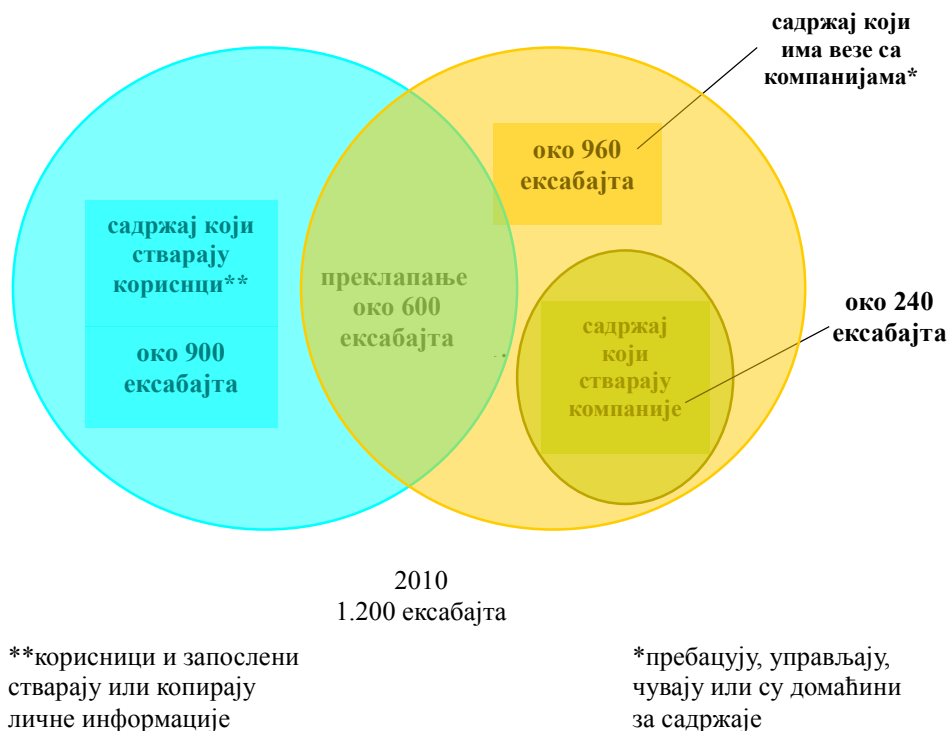 садржај који
има везе са
компанијама*
око 960
ексабајта
садржај који
стварају
кориснци**
око 900
ексабајта
преклапање
око 600
ексабајта
садржај
који
стварају
компаније
око 240
ексабајта
2010
1.200 ексабајта
**корисници и запослени
стварају или копирају
личне информације
*пребацују, управљају,
чувају или су домаћини
за садржаје